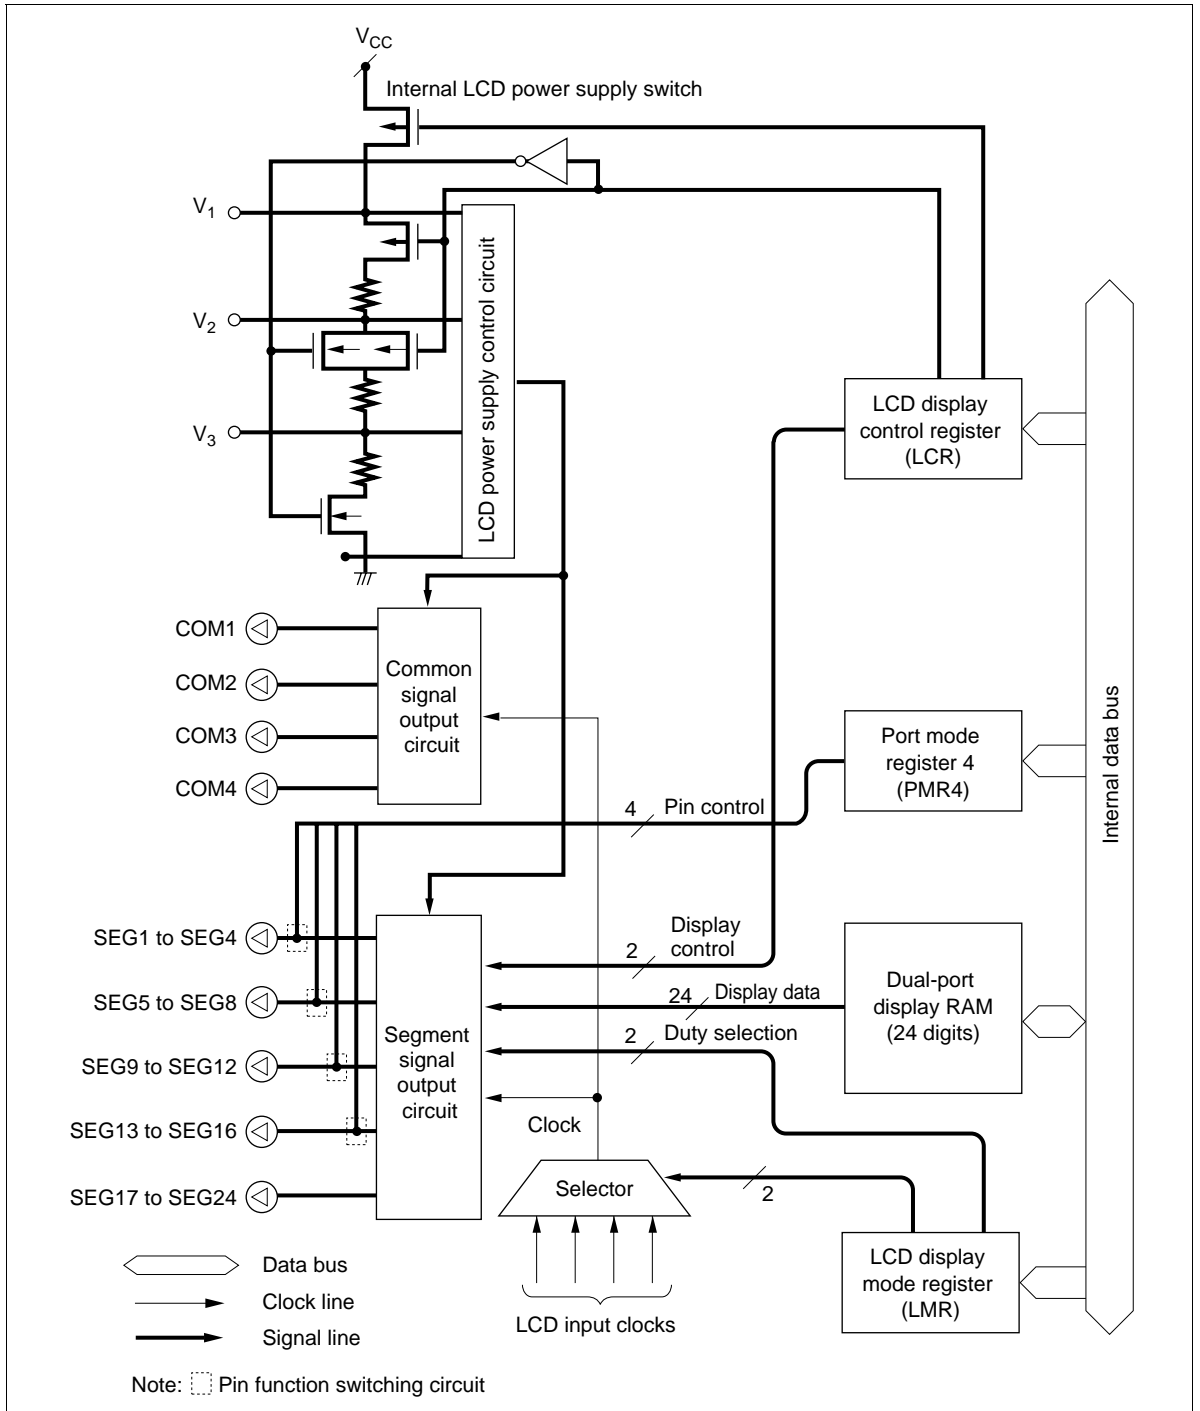 VCC
Internal LCD power supply switch
V1
V2
V3
LCD power supply control circuit
LCD display
control register
(LCR)
COM1
COM2
COM3
COM4
Common
signal
output
circuit
Port mode
register 4
(PMR4)
Internal data bus
4 Pin control
SEG1 to SEG4
SEG5 to SEG8
SEG9 to SEG12
SEG13 to SEG16
SEG17 to SEG24
Segment
signal
output
circuit
Display
control
2
24 Display data
2 Duty selection
Dual-port
display RAM
(24 digits)
Clock
Selector
2
LCD input clocks
LCD display
mode register
(LMR)
Data bus
Clock line
Signal line
Note: Pin function switching circuit